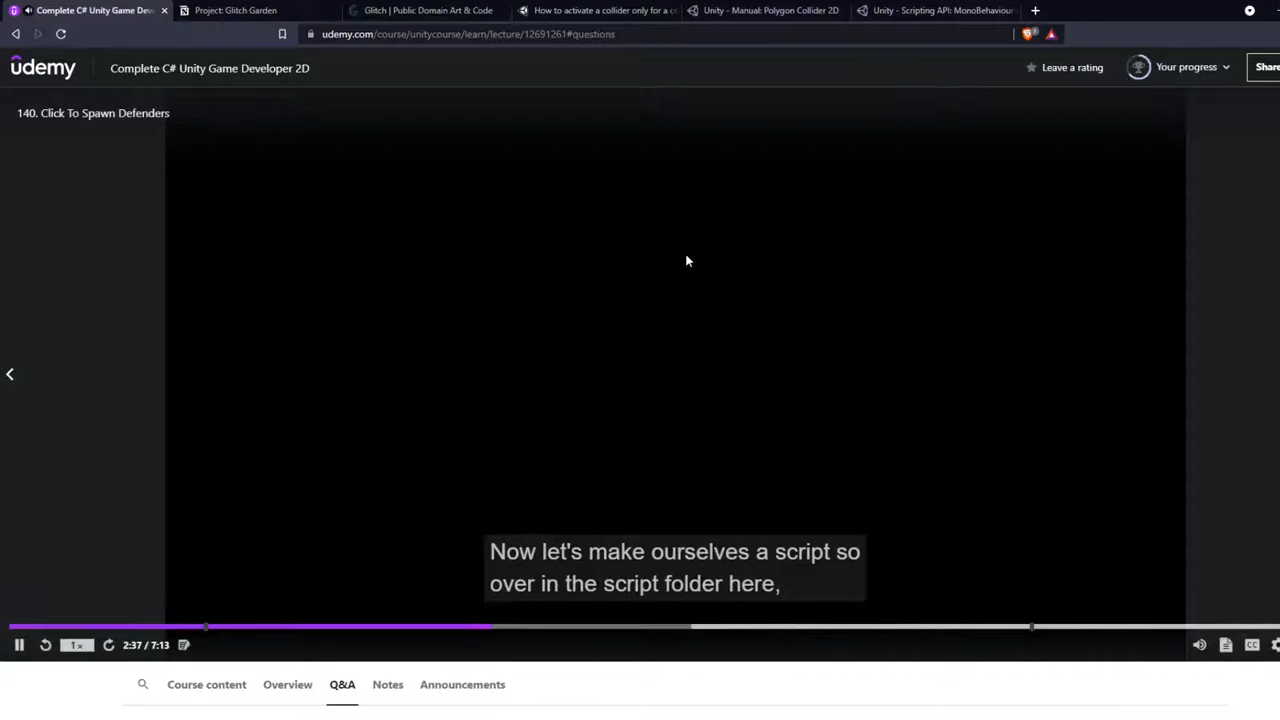 Complete C# Unity Game Dev
Project: Glitch Garden
Glitch | Public Domain Art & Code
How to activate a collider only for a c
Unity - Manual: Polygon Collider 2D
Unity - Scripting API: MonoBehaviour
udemy.com/course/unitycourse/learn/lecture/12691261#questions
udemy
Complete C# Unity Game Developer 2D
Leave a rating
Your progress
Share
140. Click To Spawn Defenders
Now let's make ourselves a script so
over in the script folder here,
1x
2:37 / 7:13
CC
Course content
Overview
Q&A
Notes
Announcements